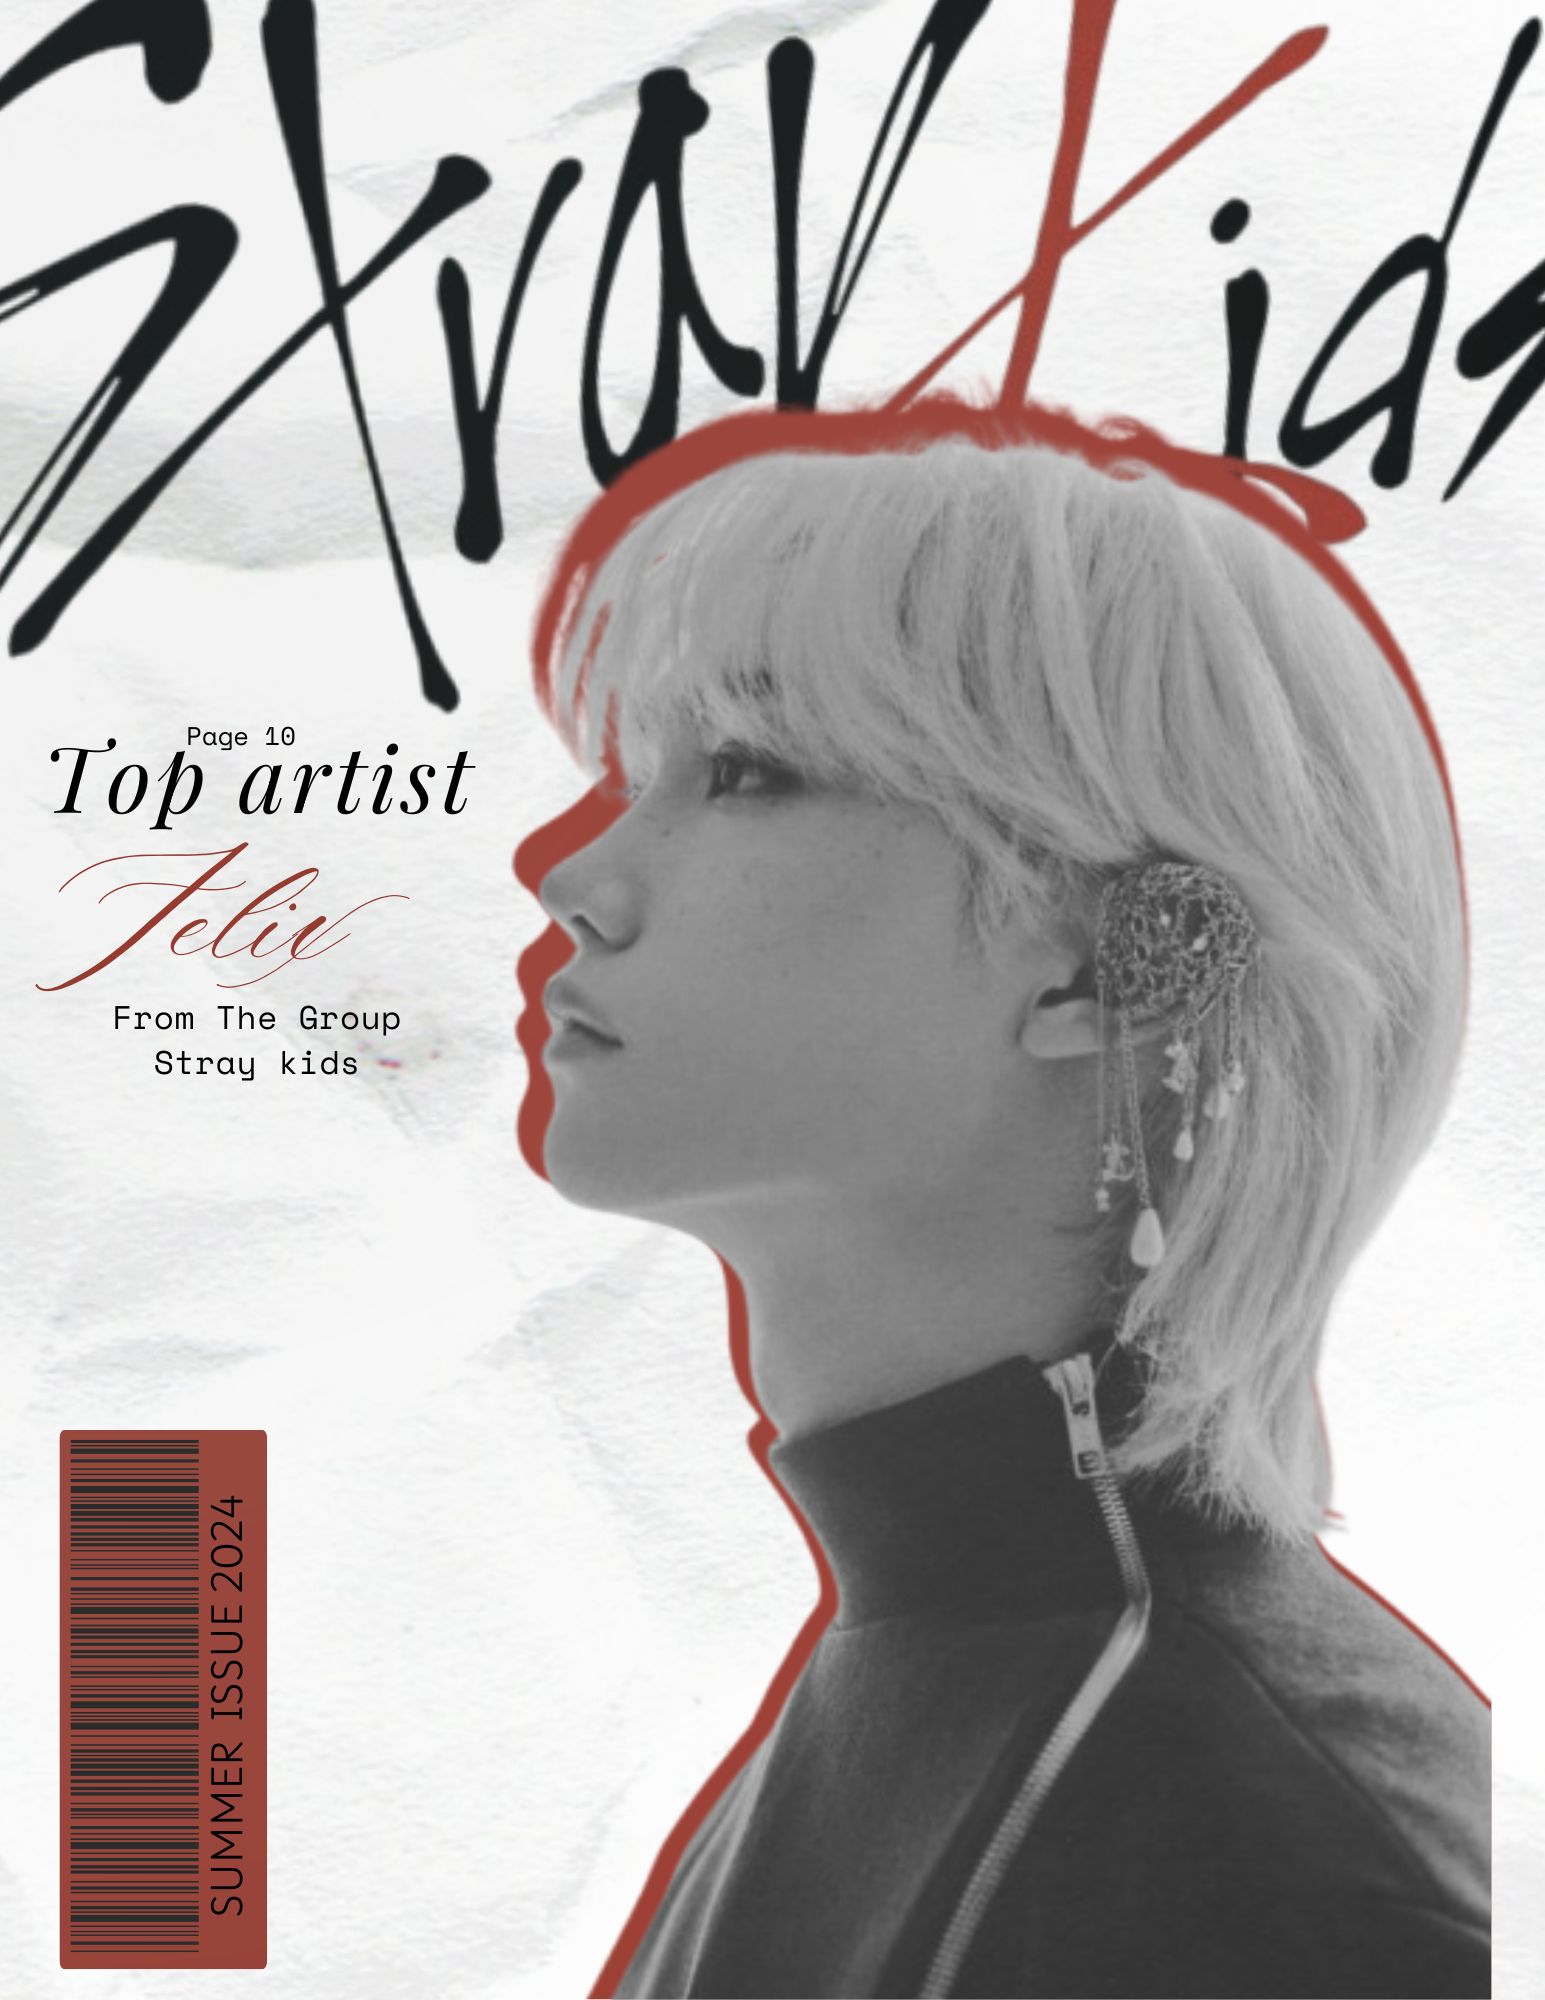 Stray Kids
Page 10
Top artist
Felix
From The Group
Stray kids
SUMMER ISSUE 2024